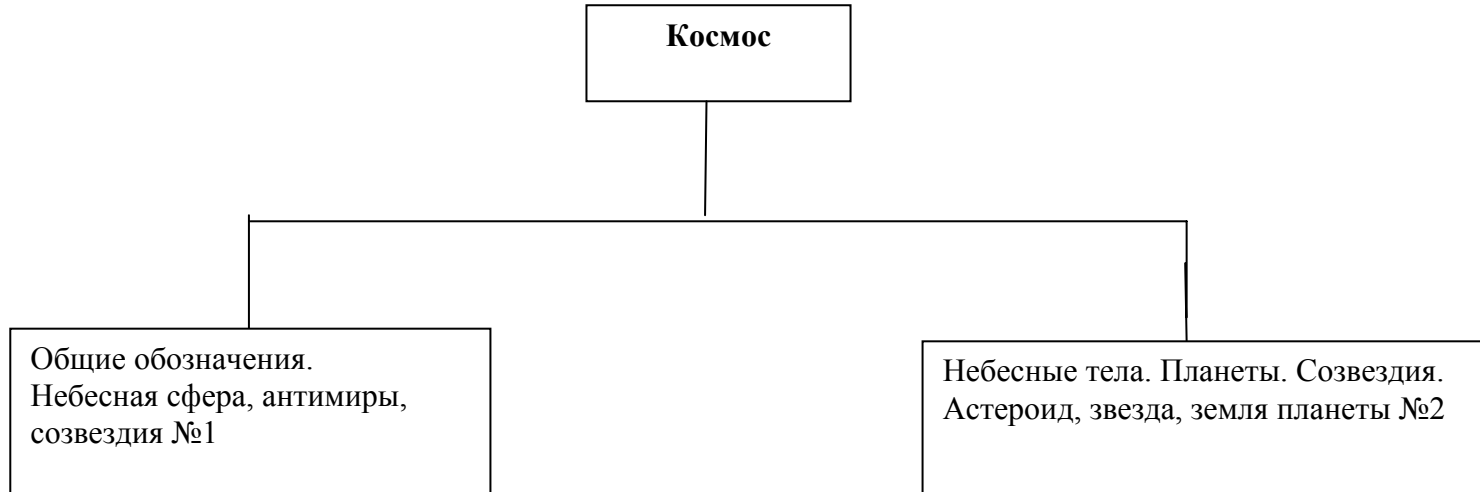 Космос
Общие обозначения.
Небесная сфера, антимиры,
созвездия №1
Небесные тела. Планеты. Созвездия.
Астероид, звезда, земля планеты №2